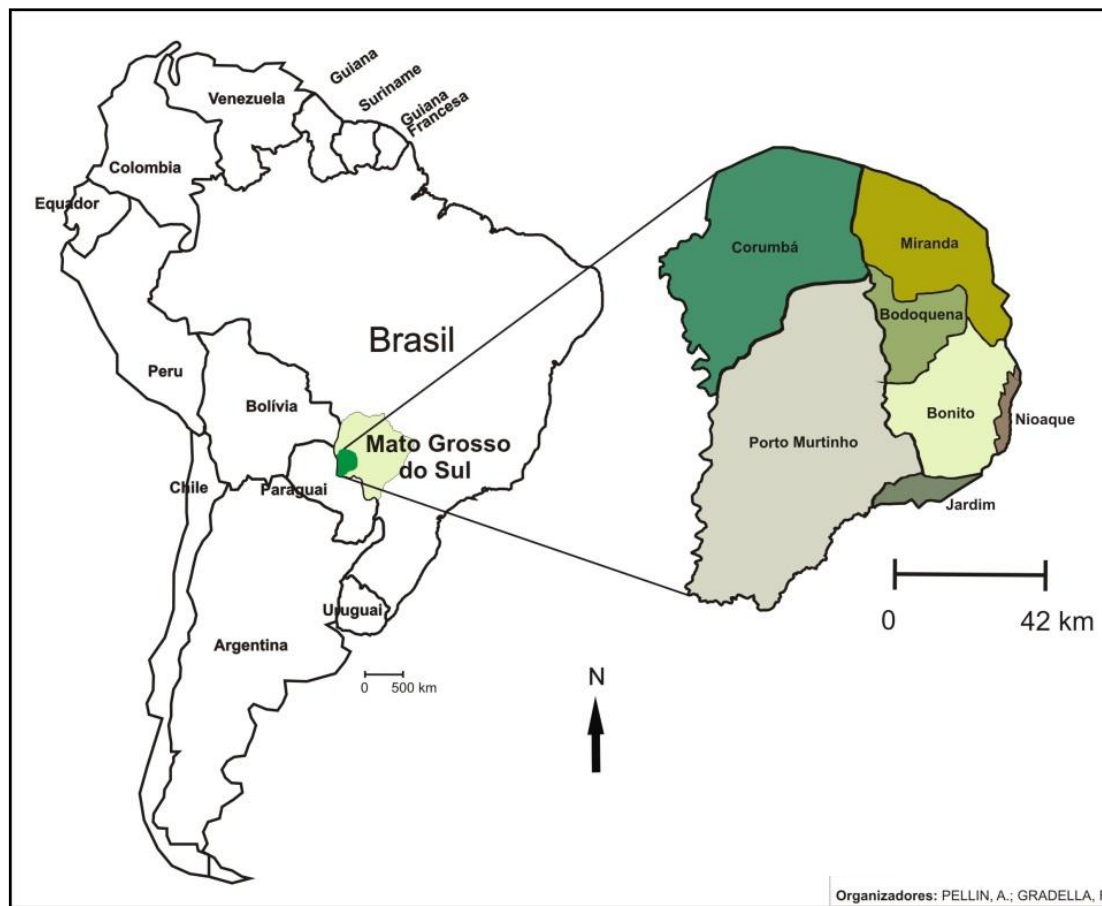 Guiana
Suriname
Guiana
Francesa
Venezuela
Colombia
Equador
Peru
Brasil
Bolívia
Mato Grosso
do Sul
Chile
Paraguai
Uruguai
Argentina
0 500 km
N
Corumbá
Miranda
Bodoquena
Bonito
Nioaque
Porto Murtinho
Jardim
0 42 km
Organizadores: PELLIN, A.; GRADELLA, F